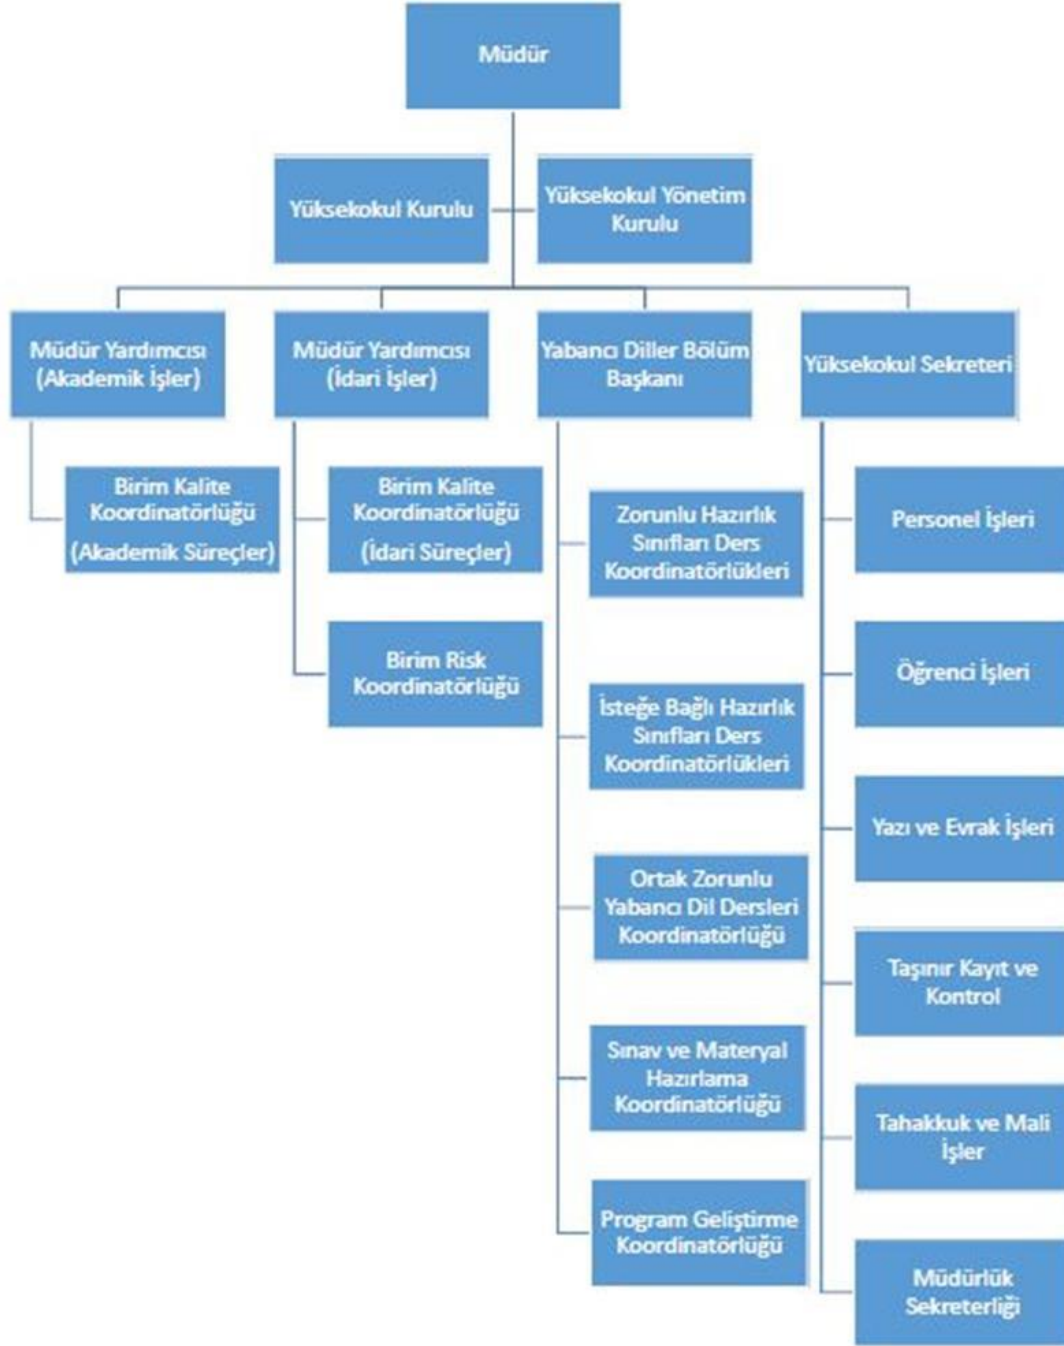 Müdür
Yüksekokul Kurulu
Yüksekokul Yönetim
Kurulu
Müdür Yardımcısı
(Akademik İşler)
Müdür Yardımcısı
(İdari İşler)
Yabancı Diller Bölüm
Başkanı
Yüksekokul Sekreteri
Birim Kalite
Koordinatörlüğü
(Akademik Süreçler)
Birim Kalite
Koordinatörlüğü
(İdari Süreçler)
Birim Risk
Koordinatörlüğü
Zorunlu Hazırlık
Sınıfları Ders
Koordinatörlükleri
İsteğe Bağlı Hazırlık
Sınıfları Ders
Koordinatörlükleri
Ortak Zorunlu
Yabancı Dil Dersleri
Koordinatörlüğü
Sınav ve Materyal
Hazırlama
Koordinatörlüğü
Program Geliştirme
Koordinatörlüğü
Personel İşleri
Öğrenci İşleri
Yazı ve Evrak İşleri
Taşınır Kayıt ve
Kontrol
Tahakkuk ve Mali
İşler
Müdürlük
Sekreterliği